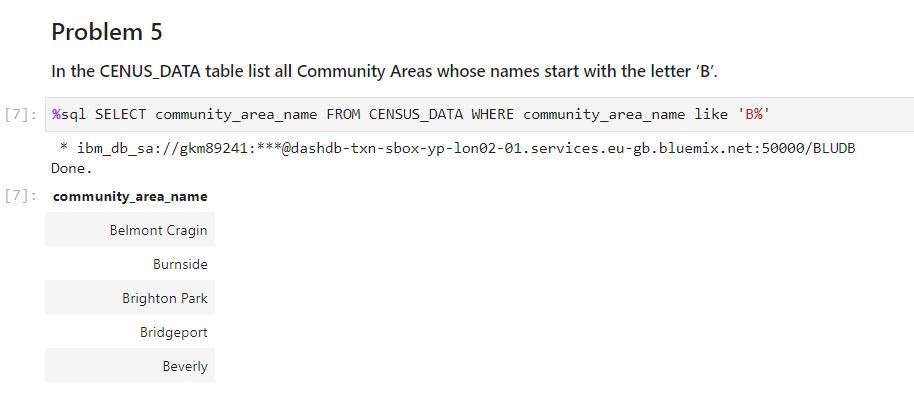 Problem 5
In the CENUS_DATA table list all Community Areas whose names start with the letter ‘B’.
[7]: %sql SELECT community_area_name FROM CENSUS_DATA WHERE community_area_name like 'B%'
* ibm_db_sa://gkm89241:***@dashdb-txn-sbox-yp-lon02-01.services.eu-gb.bluemix.net:50000/BLUDB
Done.
[7]: community_area_name
Belmont Cragin
Burnside
Brighton Park
Bridgeport
Beverly